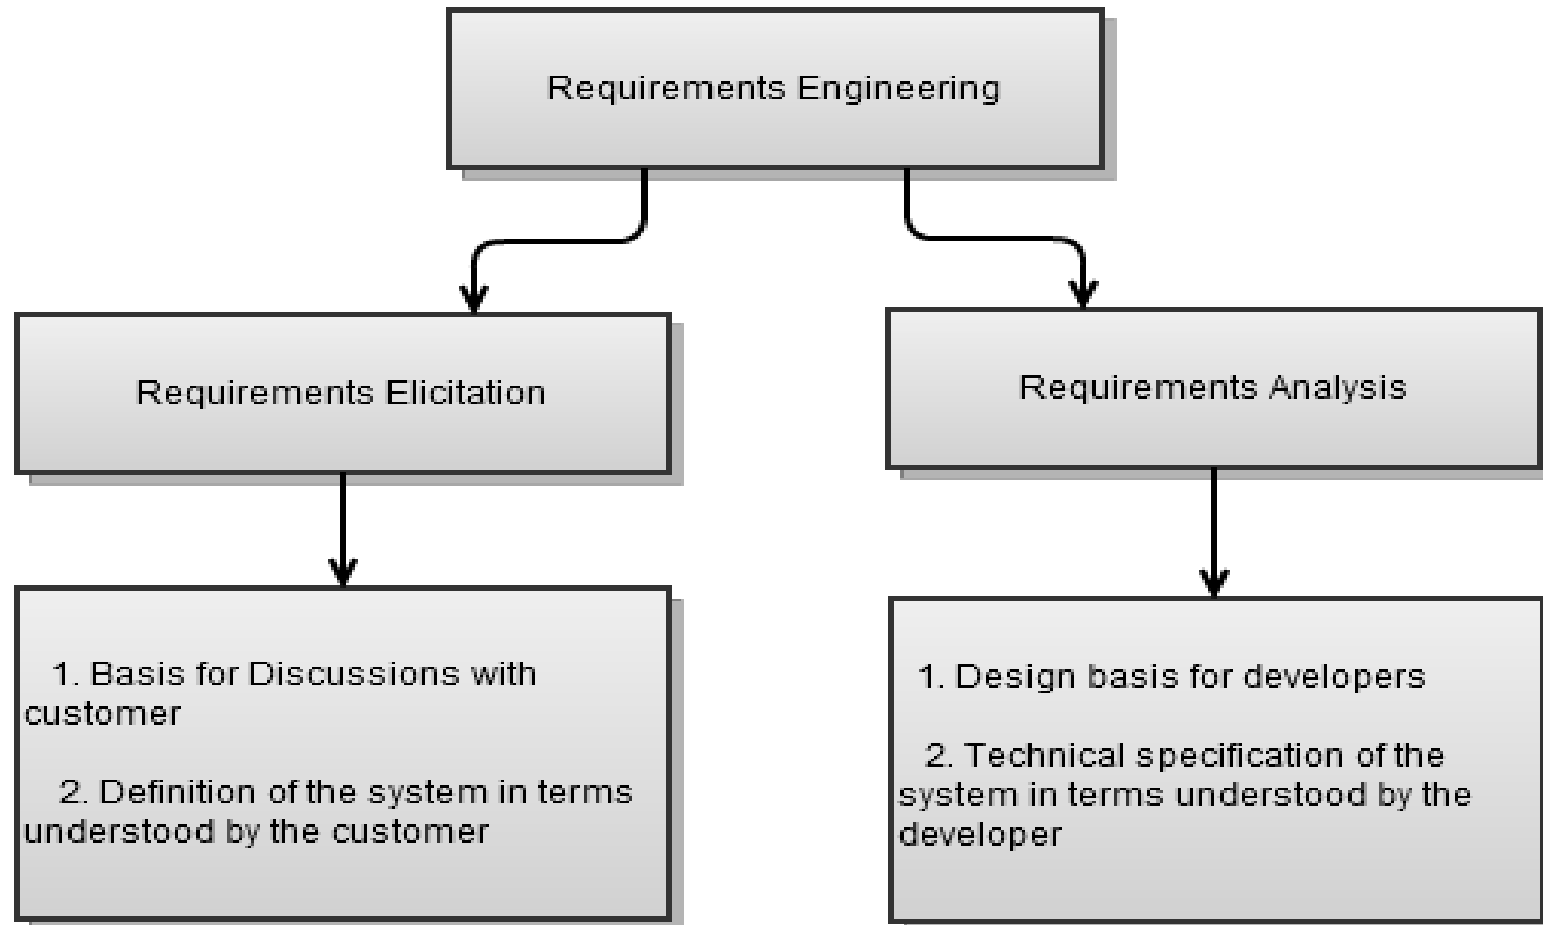 Requirements Engineering
Requirements Elicitation
Requirements Analysis
1. Basis for Discussions with
customer
2. Definition of the system in terms
understood by the customer
1. Design basis for developers
2. Technical specification of the
system in terms understood by the
developer